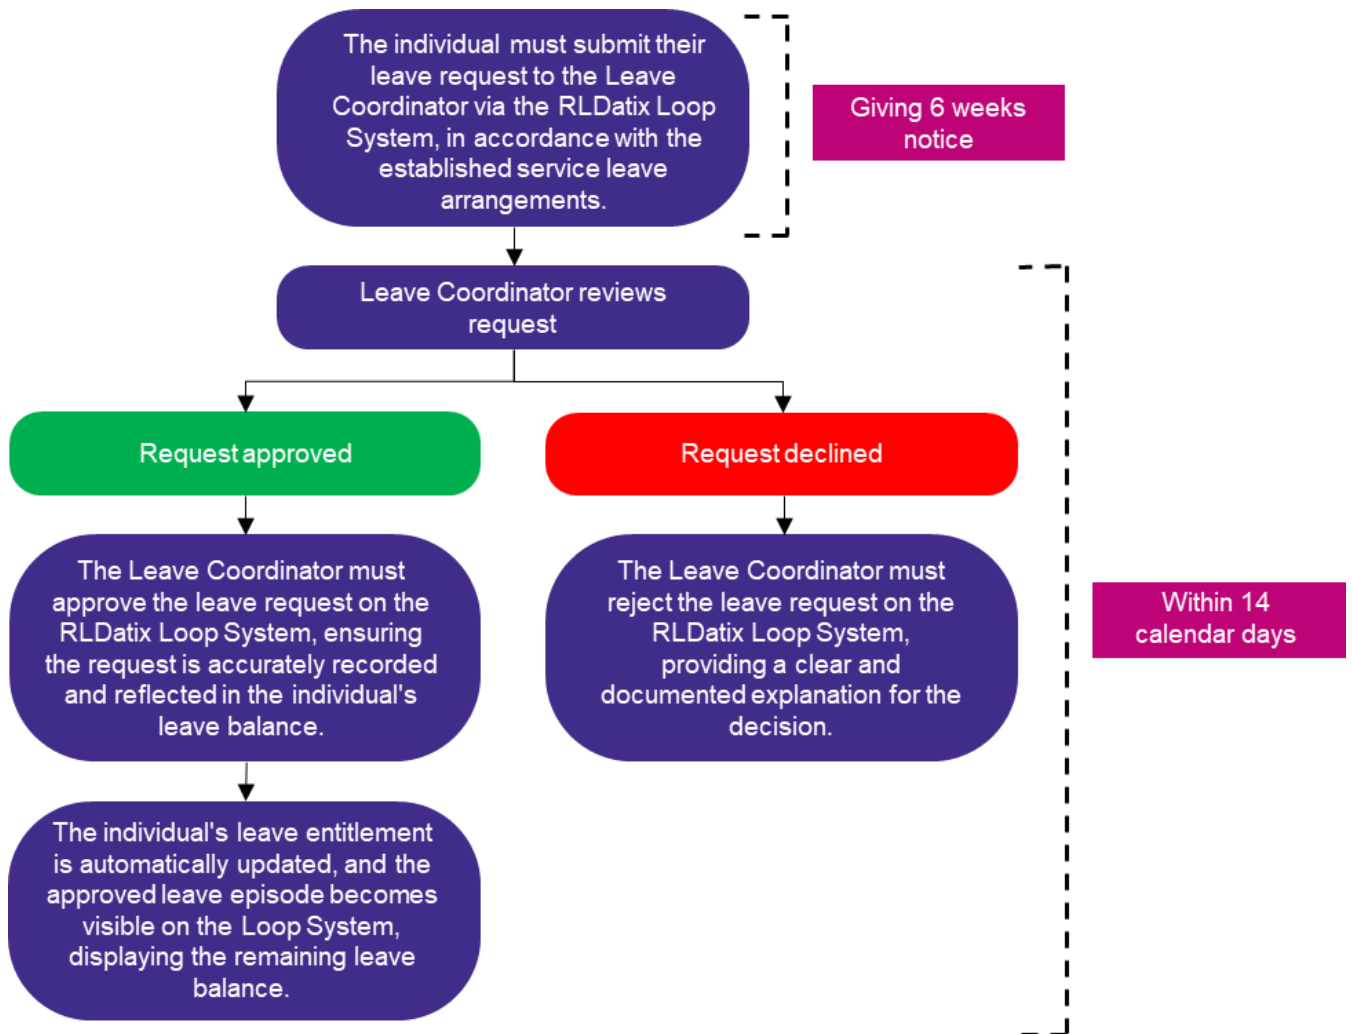 The individual must submit their
leave request to the Leave
Coordinator via the RLDatix Loop
System, in accordance with the
established service leave
arrangements.
Giving 6 weeks
notice
Leave Coordinator reviews
request
Request approved
Request declined
The Leave Coordinator must
approve the leave request on the
RLDatix Loop System, ensuring
the request is accurately recorded
and reflected in the individual's
leave balance.
The Leave Coordinator must
reject the leave request on the
RLDatix Loop System,
providing a clear and
documented explanation for the
decision.
Within 14
calendar days
The individual's leave entitlement
is automatically updated, and the
approved leave episode becomes
visible on the Loop System,
displaying the remaining leave
balance.